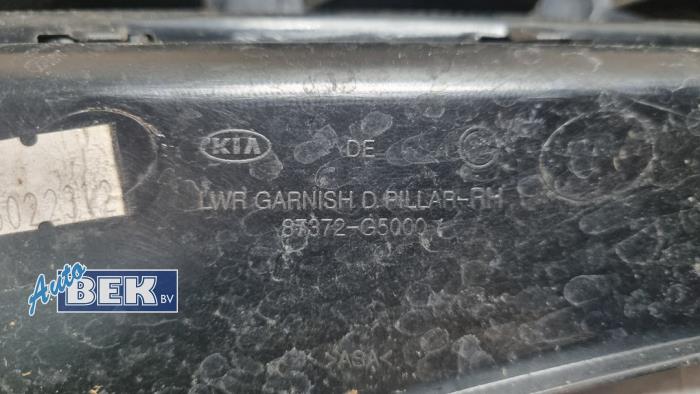 KIA DE
LWR GARNISH D PILLAR-RH
87372-G5000
Auto
BEK BV
>ASA<